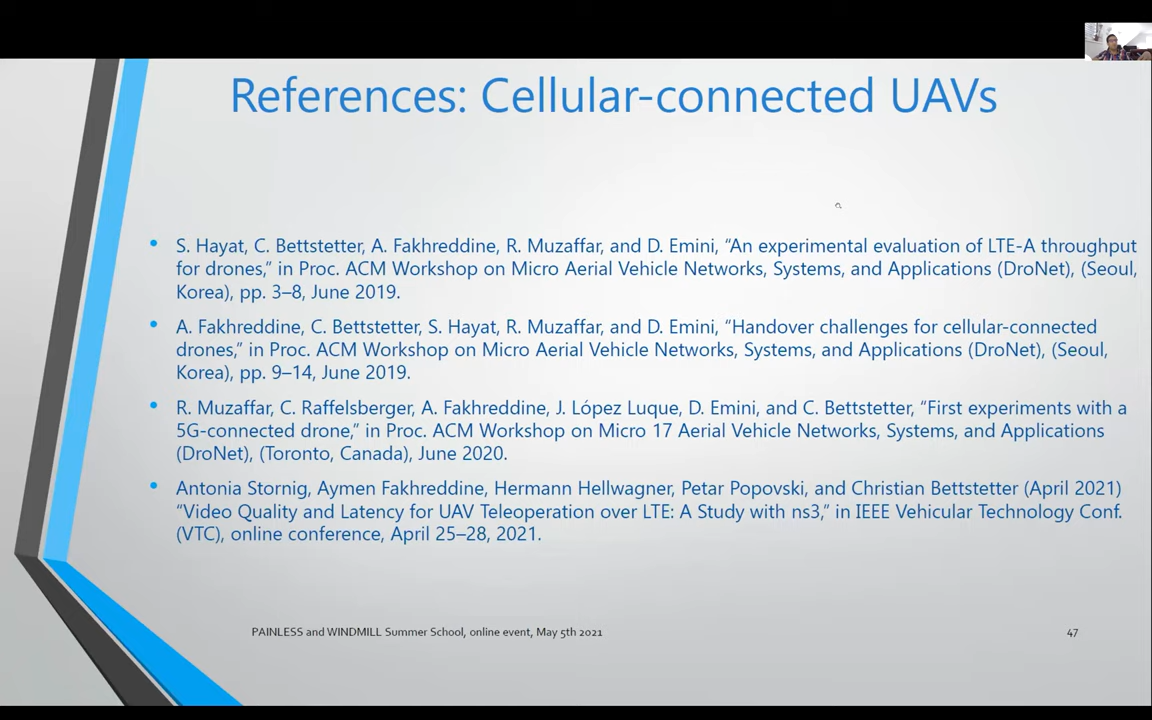 References: Cellular-connected UAVs
• S. Hayat, C. Bettstetter, A. Fakhreddine, R. Muzaffar, and D. Emini, “An experimental evaluation of LTE-A throughput
for drones,” in Proc. ACM Workshop on Micro Aerial Vehicle Networks, Systems, and Applications (DroNet), (Seoul,
Korea), pp. 3–8, June 2019.
• A. Fakhreddine, C. Bettstetter, S. Hayat, R. Muzaffar, and D. Emini, “Handover challenges for cellular-connected
drones,” in Proc. ACM Workshop on Micro Aerial Vehicle Networks, Systems, and Applications (DroNet), (Seoul,
Korea), pp. 9–14, June 2019.
• R. Muzaffar, C. Raffelsberger, A. Fakhreddine, J. López Luque, D. Emini, and C. Bettstetter, “First experiments with a
5G-connected drone,” in Proc. ACM Workshop on Micro 17 Aerial Vehicle Networks, Systems, and Applications
(DroNet), (Toronto, Canada), June 2020.
• Antonia Stornig, Aymen Fakhreddine, Hermann Hellwagner, Petar Popovski, and Christian Bettstetter (April 2021)
“Video Quality and Latency for UAV Teleoperation over LTE: A Study with ns3,” in IEEE Vehicular Technology Conf.
(VTC), online conference, April 25–28, 2021.
PAINLESS and WINDMILL Summer School, online event, May 5th 2021
47